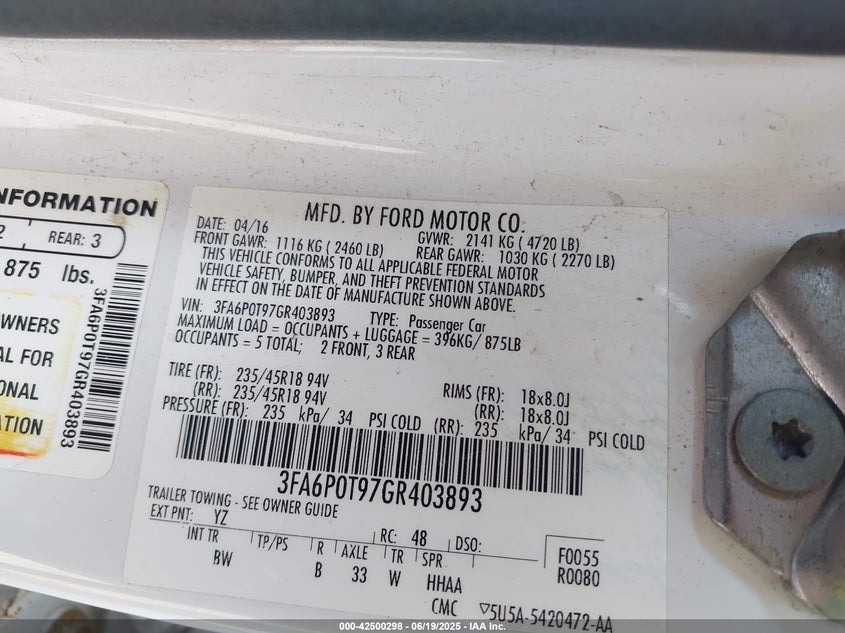 NFORMATION
2 REAR: 3
875 lbs.
OWNERS
AL FOR
ONAL
ATION
3FA6P0T97GR403893
MFD. BY FORD MOTOR CO.
DATE: 04/16 GVWR: 2141 KG ( 4720 LB)
FRONT GAWR: 1116 KG ( 2460 LB) REAR GAWR: 1030 KG ( 2270 LB)
THIS VEHICLE CONFORMS TO ALL APPLICABLE FEDERAL MOTOR
VEHICLE SAFETY, BUMPER, AND THEFT PREVENTION STANDARDS
IN EFFECT ON THE DATE OF MANUFACTURE SHOWN ABOVE.
VIN: 3FA6P0T97GR403893 TYPE: Passenger Car
MAXIMUM LOAD = OCCUPANTS + LUGGAGE = 396KG/ 875LB
OCCUPANTS = 5 TOTAL; 2 FRONT, 3 REAR
TIRE (FR): 235/45R18 94V RIMS (FR): 18x8.0J
(RR): 235/45R18 94V (RR): 18x8.0J
PRESSURE (FR): 235 kPa/ 34 PSI COLD (RR): 235 kPa/ 34 PSI COLD
3FA6P0T97GR403893
TRAILER TOWING - SEE OWNER GUIDE
EXT PNT: YZ RC: 48 DSO: F0055
INT TR TP/PS R AXLE TR SPR R0080
BW B 33 W HHAA
CMC ▽5U5A-5420472-AA
000-42500298 - 06/19/2025 - IAA Inc.